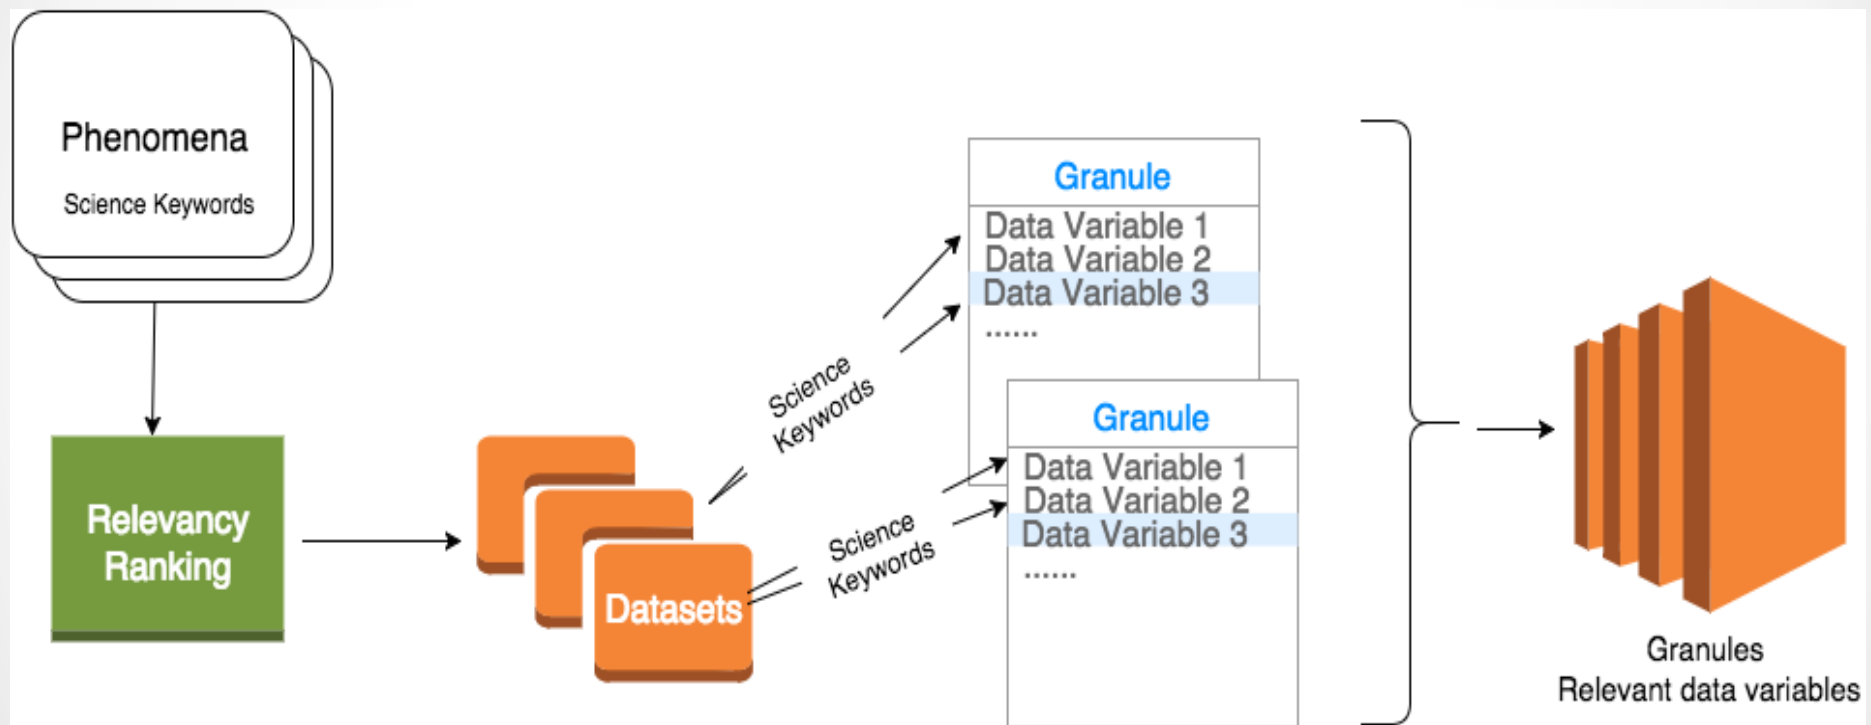 Phenomena
Science Keywords
Relevancy
Ranking
Datasets
Science
Keywords
Science
Keywords
Granule
Data Variable 1
Data Variable 2
Data Variable 3
......
Granule
Data Variable 1
Data Variable 2
Data Variable 3
......
Granules
Relevant data variables